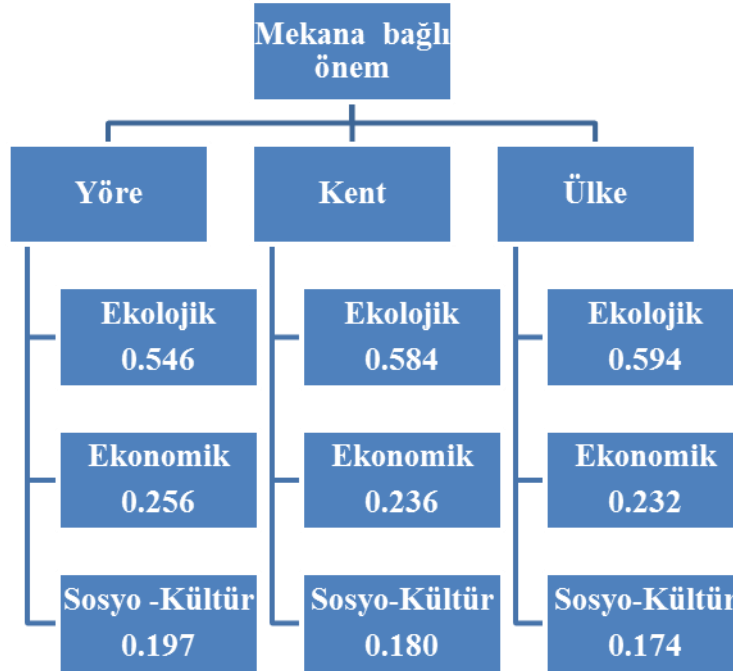 Mekana bağlı
önem
Yöre
Kent
Ülke
Ekolojik
0.546
Ekolojik
0.584
Ekolojik
0.594
Ekonomik
0.256
Ekonomik
0.236
Ekonomik
0.232
Sosyo -Kültür
0.197
Sosyo-Kültür
0.180
Sosyo-Kültür
0.174